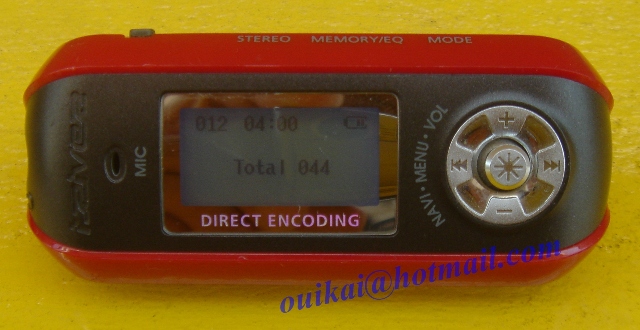 STEREO MEMORY/EQ MODE
012 04:00
Total 044
MIC
NAVI · MENU · VOL
DIRECT ENCODING
ouikai@hotmail.com